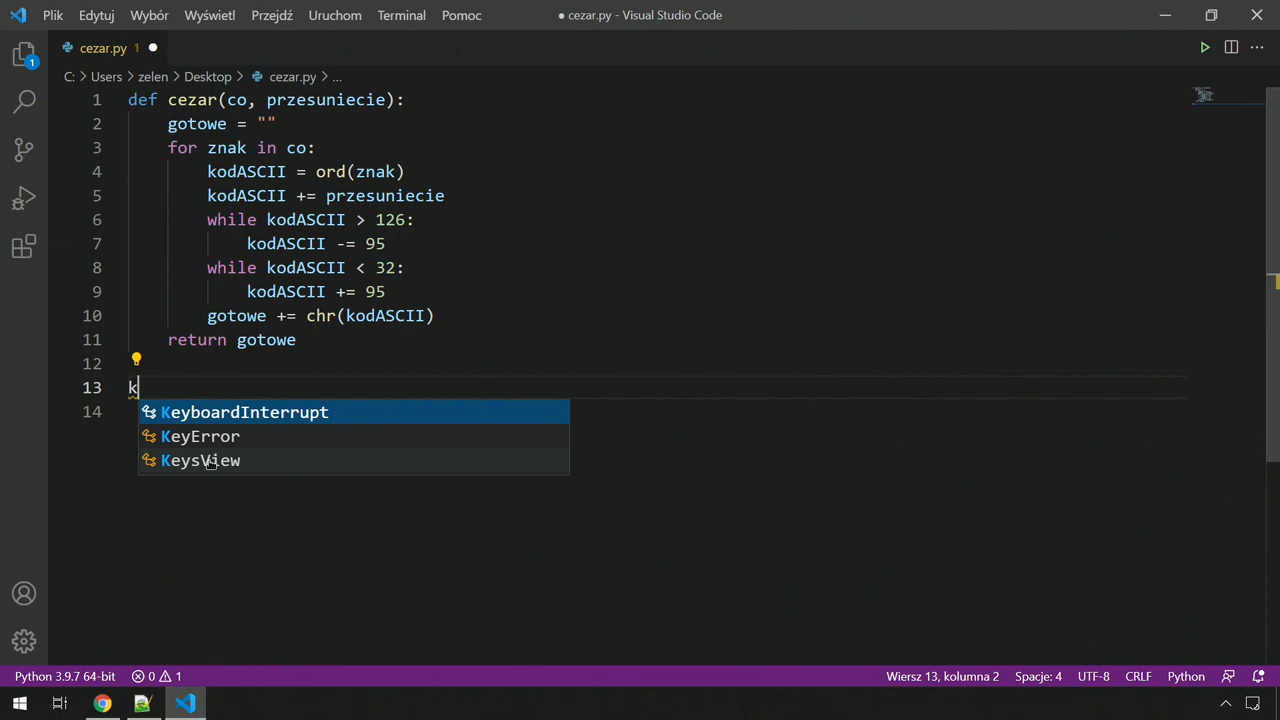 Plik Edytuj Wybór Wyświetl Przejdź Uruchom Terminal Pomoc ● cezar.py - Visual Studio Code
cezar.py 1 ●
C: > Users > zelen > Desktop > cezar.py > ...
1 def cezar(co, przesuniecie):
2 gotowe = ""
3 for znak in co:
4 kodASCII = ord(znak)
5 kodASCII += przesuniecie
6 while kodASCII > 126:
7 kodASCII -= 95
8 while kodASCII < 32:
9 kodASCII += 95
10 gotowe += chr(kodASCII)
11 return gotowe
12
13 k
KeyboardInterrupt
14
KeyError
KeysView
1
Python 3.9.7 64-bit 0 1 Wiersz 13, kolumna 2 Spacje: 4 UTF-8 CRLF Python